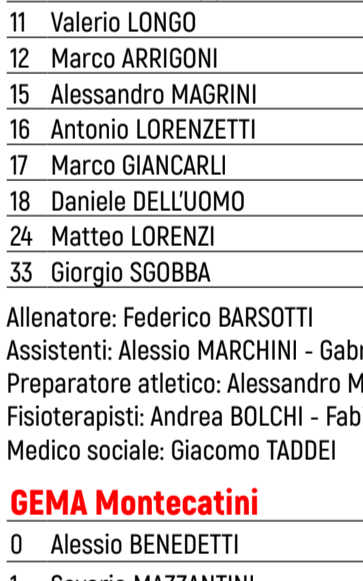 11 Valerio LONGO
12 Marco ARRIGONI
15 Alessandro MAGRINI
16 Antonio LORENZETTI
17 Marco GIANCARLI
18 Daniele DELL'UOMO
24 Matteo LORENZI
33 Giorgio SGOBBA
Allenatore: Federico BARSOTTI
Assistenti: Alessio MARCHINI - Gabr
Preparatore atletico: Alessandro M
Fisioterapisti: Andrea BOLCHI - Fab
Medico sociale: Giacomo TADDEI
GEMA Montecatini
0 Alessio BENEDETTI